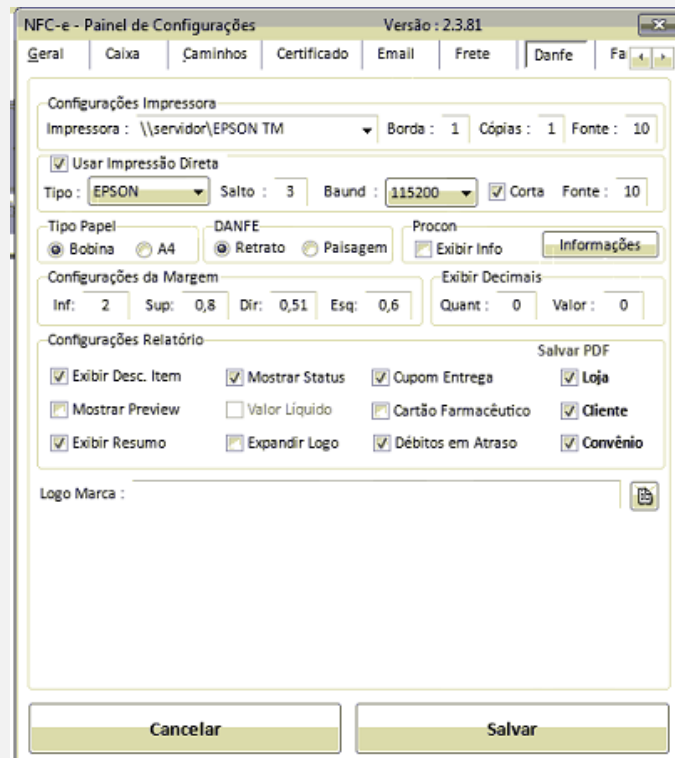 NFC-e - Painel de Configurações Versão : 2.3.81
Geral Caixa Caminhos Certificado Email Frete Danfe Fa
Configurações Impressora
Impressora : \\servidor\EPSON TM Borda : 1 Cópias : 1 Fonte : 10
Usar Impressão Direta
Tipo : EPSON Salto : 3 Baund : 115200 Corta Fonte : 10
Tipo Papel DANFE Procon
Bobina A4 Retrato Paisagem Exibir Info Informações
Configurações da Margem Exibir Decimais
Inf: 2 Sup: 0,8 Dir: 0,51 Esq: 0,6 Quant : 0 Valor : 0
Configurações Relatório
Salvar PDF
Exibir Desc. Item Mostrar Status Cupom Entrega Loja
Mostrar Preview Valor Líquido Cartão Farmacêutico Cliente
Exibir Resumo Expandir Logo Débitos em Atraso Convênio
Logo Marca :
Cancelar Salvar